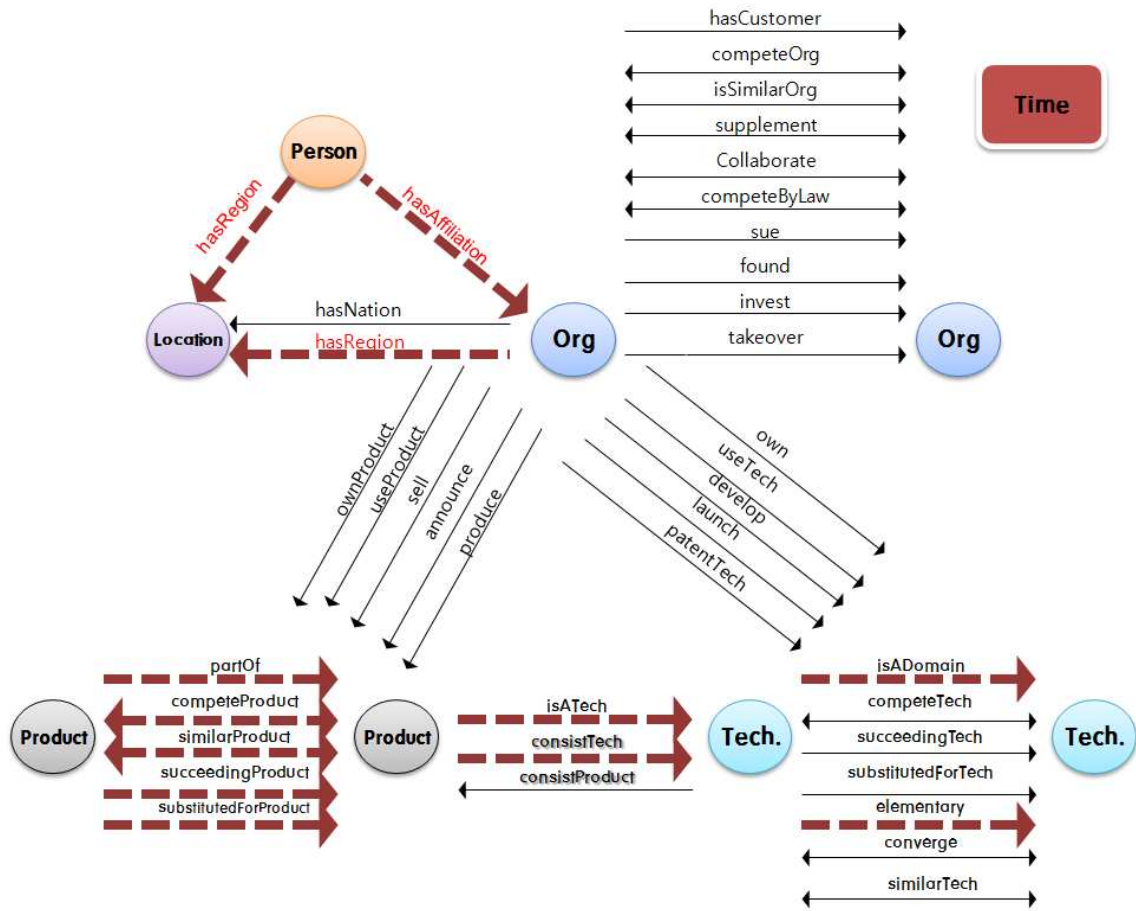 hasCustomer
competeOrg
isSimilarOrg
supplement
Collaborate
competeByLaw
sue
found
invest
takeover
Time
Person
hasRegion
hasAffiliation
Location
hasNation
hasRegion
Org
Org
ownProduct
useProduct
sell
announce
produce
own
useTech
develop
launch
patentTech
Product
partOf
competeProduct
similarProduct
succeedingProduct
substitutedForProduct
Product
isATech
consistTech
consistProduct
Tech.
isADomain
competeTech
succeedingTech
substitutedForTech
elementary
converge
similarTech
Tech.